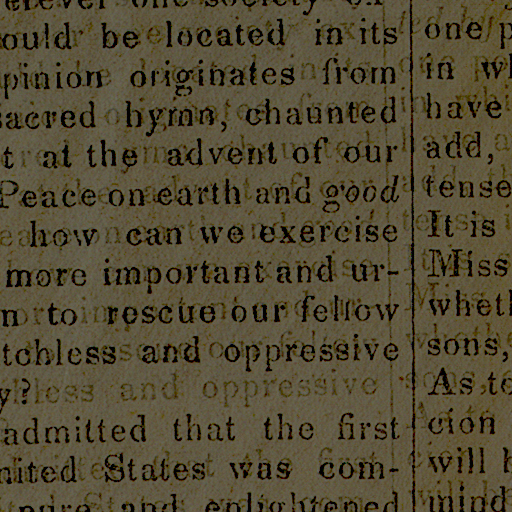 ould be located in its
pinion originates from
sacred hymn, chaunted
t at the advent of our
Peace on earth and good
how can we exercise
more important and ur-
n to rescue our fellow
tchless and oppressive
y?
admitted that the first
nited States was com-
and enlightened
one p
in wh
have
add,
tense
It is
Miss
wheth
sons,
As to
cion
will h
mind